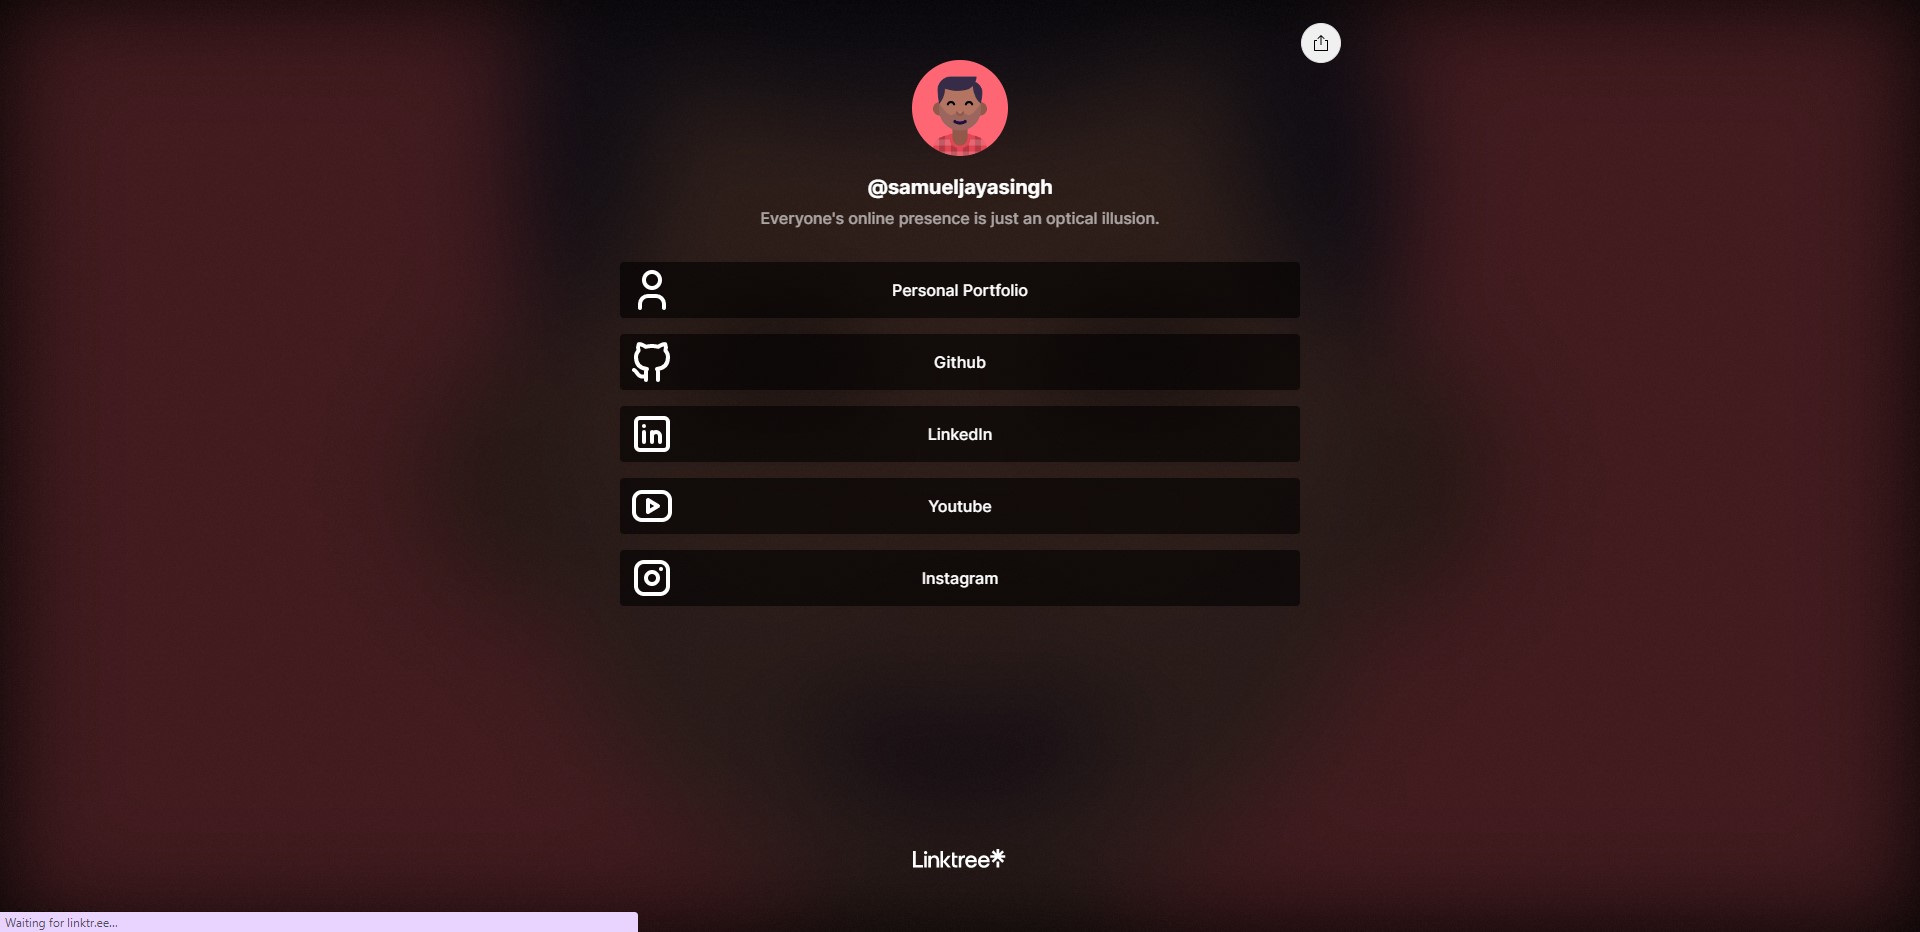 @samueljayasingh
Everyone's online presence is just an optical illusion.
Personal Portfolio
Github
LinkedIn
Youtube
Instagram
Linktree
Waiting for linktr.ee...